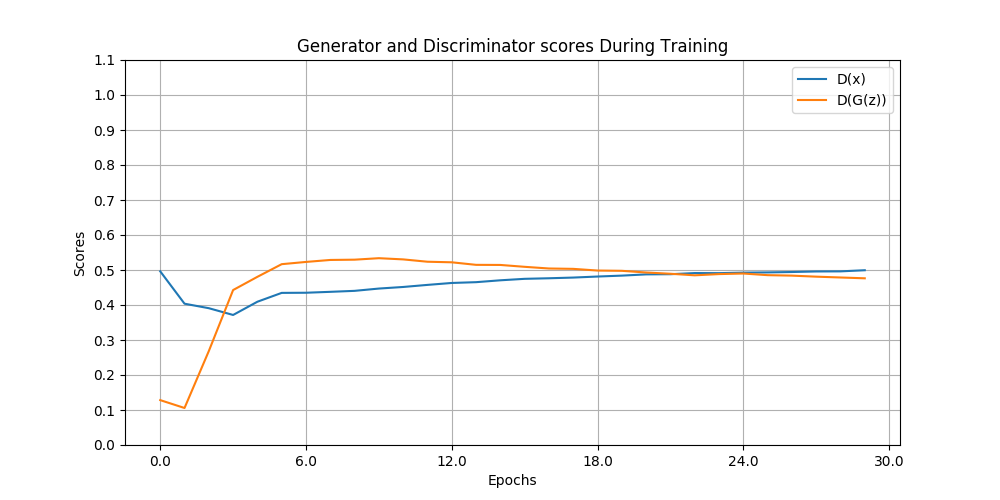 Generator and Discriminator scores During Training
1.1
1.0
0.9
0.8
0.7
0.6
0.5
0.4
0.3
0.2
0.1
0.0
Scores
D(x)
D(G(z))
0.0 6.0 12.0 18.0 24.0 30.0
Epochs